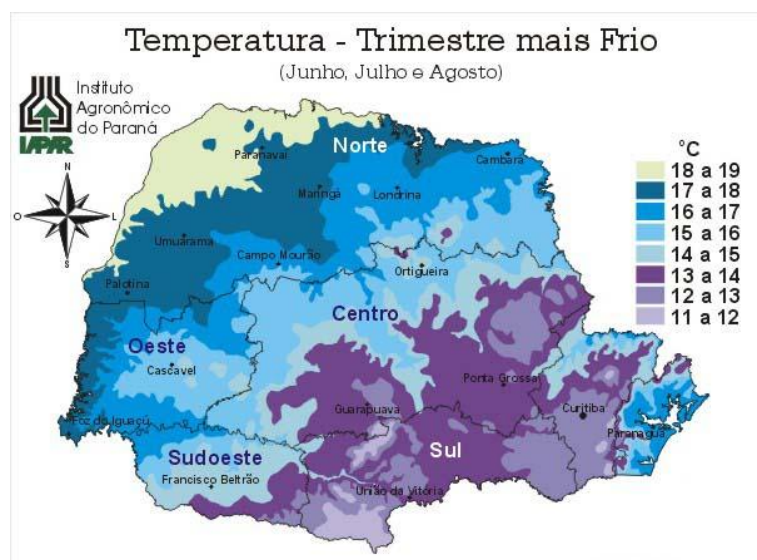 Temperatura - Trimestre mais Frio
(Junho, Julho e Agosto)
Instituto
Agronômico
do Paraná
IAPAR
N
O
L
S
°C
18 a 19
17 a 18
16 a 17
15 a 16
14 a 15
13 a 14
12 a 13
11 a 12
Norte
Paranavaí
Cambará
Maringá
Londrina
Umuarama
Campo Mourão
Ortigueira
Palotina
Centro
Oeste
Cascavel
Ponta Grossa
Guarapuava
Curitiba
Foz do Iguaçú
Paranaguá
Sul
Sudoeste
Francisco Beltrão
União da Vitória